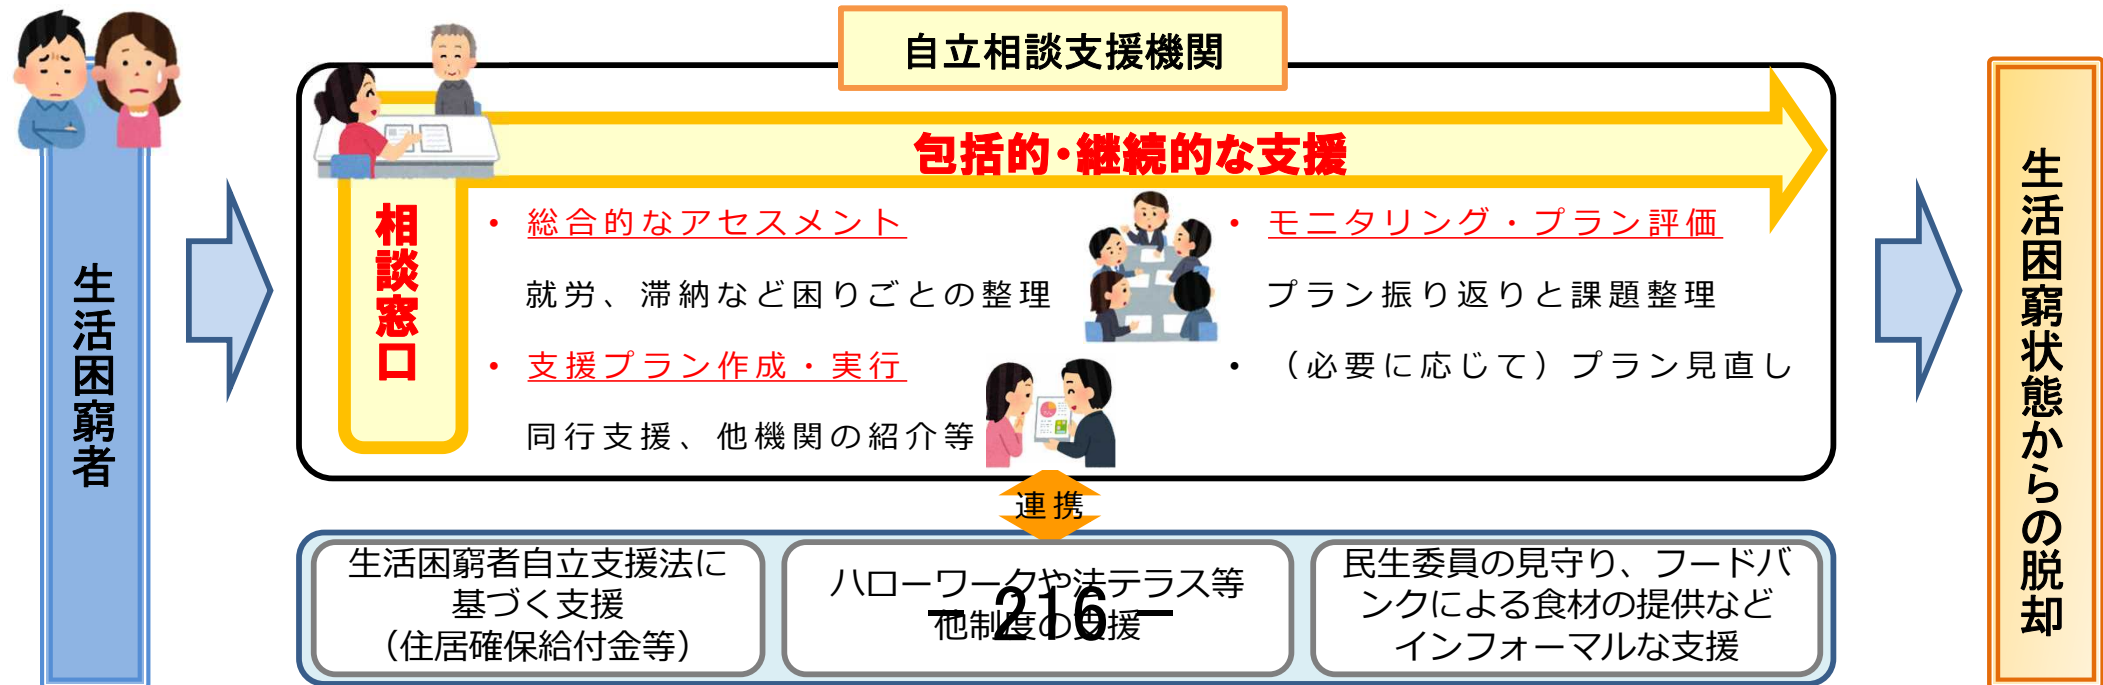 自立相談支援機関
生活困窮者
相談窓口
包括的・継続的な支援
• 総合的なアセスメント
就労、滞納など困りごとの整理
• 支援プラン作成・実行
同行支援、他機関の紹介等
• モニタリング・プラン評価
プラン振り返りと課題整理
• （必要に応じて）プラン見直し
連携
生活困窮者自立支援法に
基づく支援
（住居確保給付金等）
ハローワークや法テラス等
他制度の支援
民生委員の見守り、フードバ
ンクによる食材の提供など
インフォーマルな支援
生活困窮状態からの脱却
− 216 −